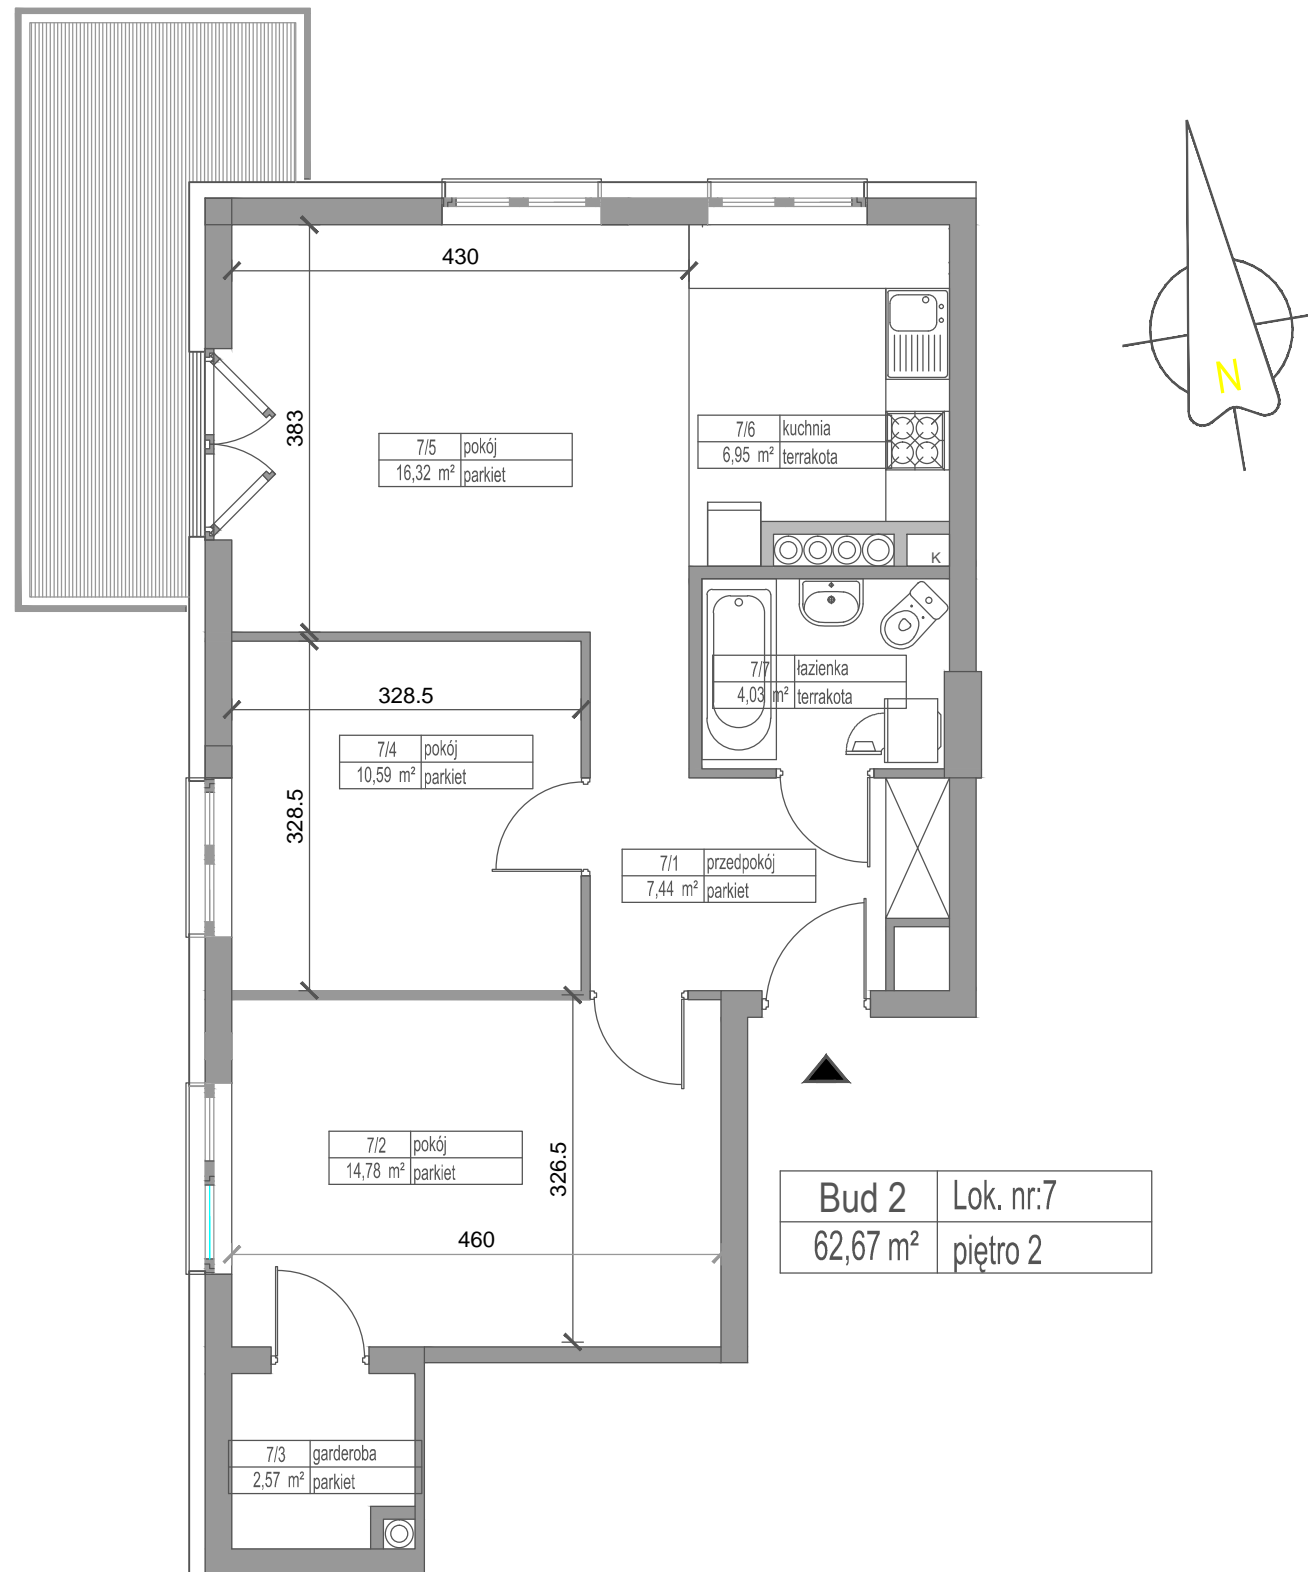 430
N
383
7/5 pokój
16,32 m² parkiet
7/6 kuchnia
6,95 m² terrakota
K
7/7 łazienka
4,03 m² terrakota
328.5
7/4 pokój
10,59 m² parkiet
328.5
7/1 przedpokój
7,44 m² parkiet
7/2 pokój
14,78 m² parkiet
326.5
460
Bud 2 Lok. nr:7
62,67 m² piętro 2
7/3 garderoba
2,57 m² parkiet